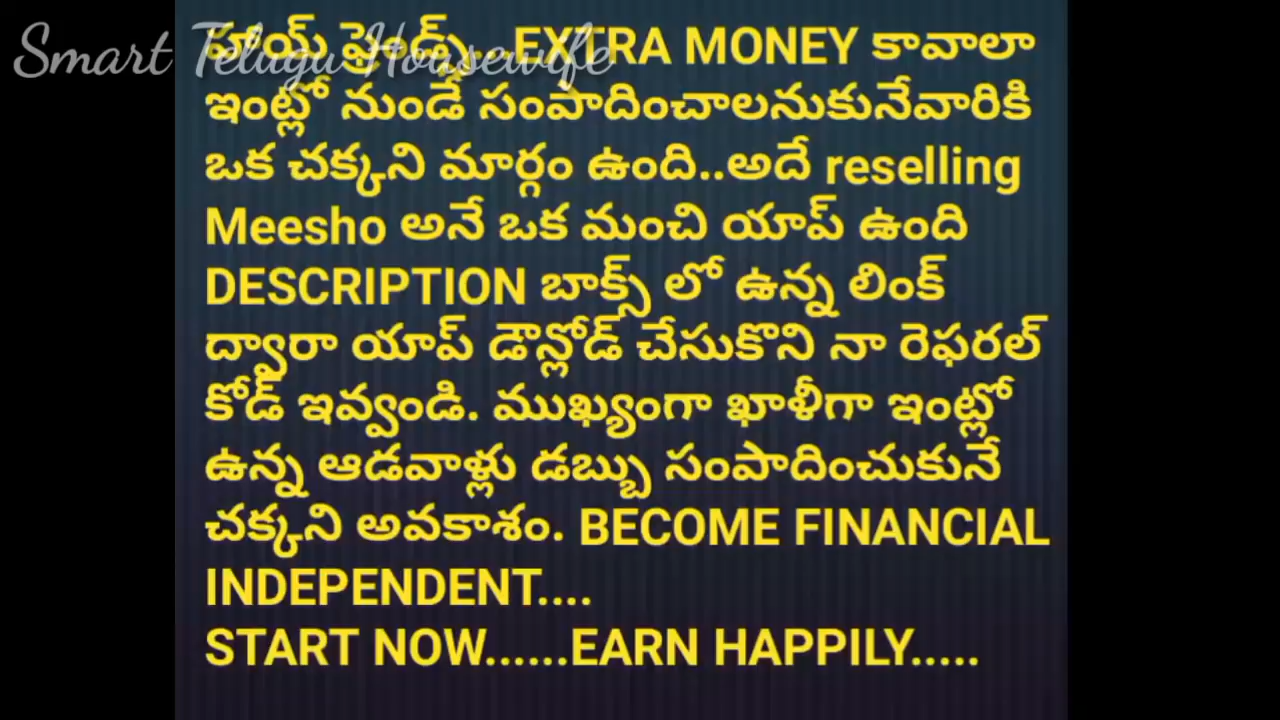 Smart Telugu Housewife
హాయ్ ఫ్రెండ్స్...EXTRA MONEY కావాలా
ఇంట్లో నుండే సంపాదించాలనుకునేవారికి
ఒక చక్కని మార్గం ఉంది..అదే reselling
Meesho అనే ఒక మంచి యాప్ ఉంది
DESCRIPTION బాక్స్ లో ఉన్న లింక్
ద్వారా యాప్ డౌన్లోడ్ చేసుకొని నా రెఫరల్
కోడ్ ఇవ్వండి. ముఖ్యంగా ఖాళీగా ఇంట్లో
ఉన్న ఆడవాళ్లు డబ్బు సంపాదించుకునే
చక్కని అవకాశం. BECOME FINANCIAL
INDEPENDENT....
START NOW......EARN HAPPILY.....